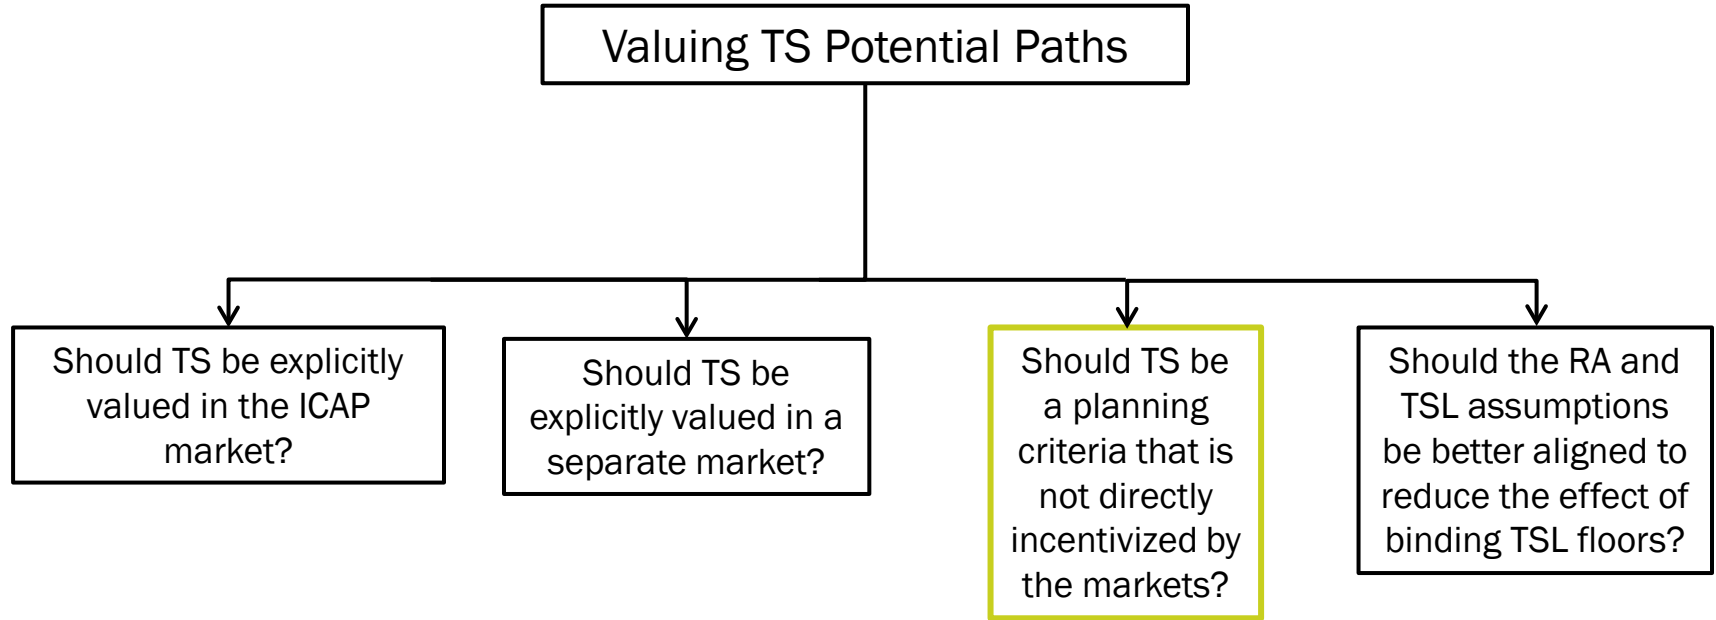 Valuing TS Potential Paths
Should TS be explicitly
valued in the ICAP
market?
Should TS be
explicitly valued in a
separate market?
Should TS be
a planning
criteria that is
not directly
incentivized by
the markets?
Should the RA and
TSL assumptions
be better aligned to
reduce the effect of
binding TSL floors?